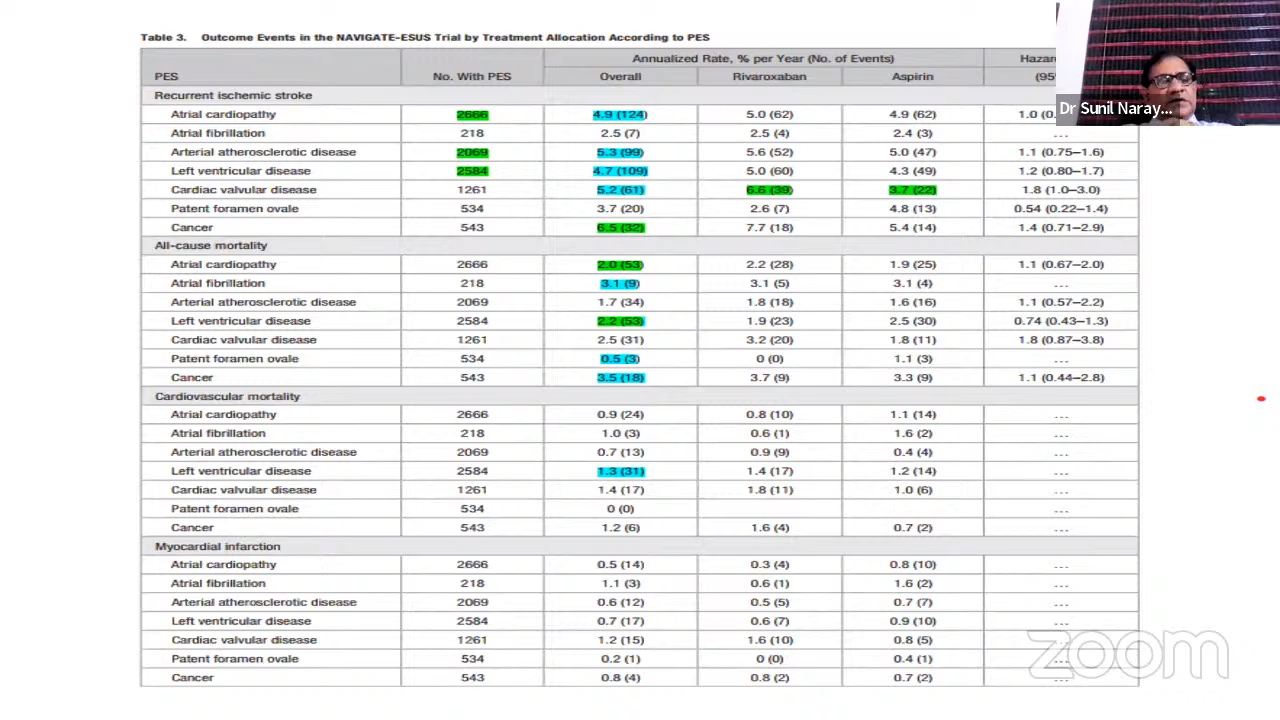 Table 3. Outcome Events in the NAVIGATE-ESUS Trial by Treatment Allocation According to PES
Annualized Rate, % per Year (No. of Events) Hazar
PES No. With PES Overall Rivaroxaban Aspirin (95
Recurrent ischemic stroke
Atrial cardiopathy 2666 4.9 (124) 5.0 (62) 4.9 (62) 1.0 (0.
Atrial fibrillation 218 2.5 (7) 2.5 (4) 2.4 (3) ...
Arterial atherosclerotic disease 2069 5.3 (99) 5.6 (52) 5.0 (47) 1.1 (0.75–1.6)
Left ventricular disease 2584 4.7 (109) 5.0 (60) 4.3 (49) 1.2 (0.80–1.7)
Cardiac valvular disease 1261 5.2 (61) 6.6 (39) 3.7 (22) 1.8 (1.0–3.0)
Patent foramen ovale 534 3.7 (20) 2.6 (7) 4.8 (13) 0.54 (0.22–1.4)
Cancer 543 6.5 (32) 7.7 (18) 5.4 (14) 1.4 (0.71–2.9)
All-cause mortality
Atrial cardiopathy 2666 2.0 (53) 2.2 (28) 1.9 (25) 1.1 (0.67–2.0)
Atrial fibrillation 218 3.1 (9) 3.1 (5) 3.1 (4) ...
Arterial atherosclerotic disease 2069 1.7 (34) 1.8 (18) 1.6 (16) 1.1 (0.57–2.2)
Left ventricular disease 2584 2.2 (53) 1.9 (23) 2.5 (30) 0.74 (0.43–1.3)
Cardiac valvular disease 1261 2.5 (31) 3.2 (20) 1.8 (11) 1.8 (0.87–3.8)
Patent foramen ovale 534 0.5 (3) 0 (0) 1.1 (3) ...
Cancer 543 3.5 (18) 3.7 (9) 3.3 (9) 1.1 (0.44–2.8)
Cardiovascular mortality
Atrial cardiopathy 2666 0.9 (24) 0.8 (10) 1.1 (14) ...
Atrial fibrillation 218 1.0 (3) 0.6 (1) 1.6 (2) ...
Arterial atherosclerotic disease 2069 0.7 (13) 0.9 (9) 0.4 (4) ...
Left ventricular disease 2584 1.3 (31) 1.4 (17) 1.2 (14) ...
Cardiac valvular disease 1261 1.4 (17) 1.8 (11) 1.0 (6) ...
Patent foramen ovale 534 0 (0) ...
Cancer 543 1.2 (6) 1.6 (4) 0.7 (2) ...
Myocardial infarction
Atrial cardiopathy 2666 0.5 (14) 0.3 (4) 0.8 (10) ...
Atrial fibrillation 218 1.1 (3) 0.6 (1) 1.6 (2) ...
Arterial atherosclerotic disease 2069 0.6 (12) 0.5 (5) 0.7 (7) ...
Left ventricular disease 2584 0.7 (17) 0.6 (7) 0.9 (10) ...
Cardiac valvular disease 1261 1.2 (15) 1.6 (10) 0.8 (5) ...
Patent foramen ovale 534 0.2 (1) 0 (0) 0.4 (1) ...
Cancer 543 0.8 (4) 0.8 (2) 0.7 (2) ...
Dr Sunil Naray...
zoom